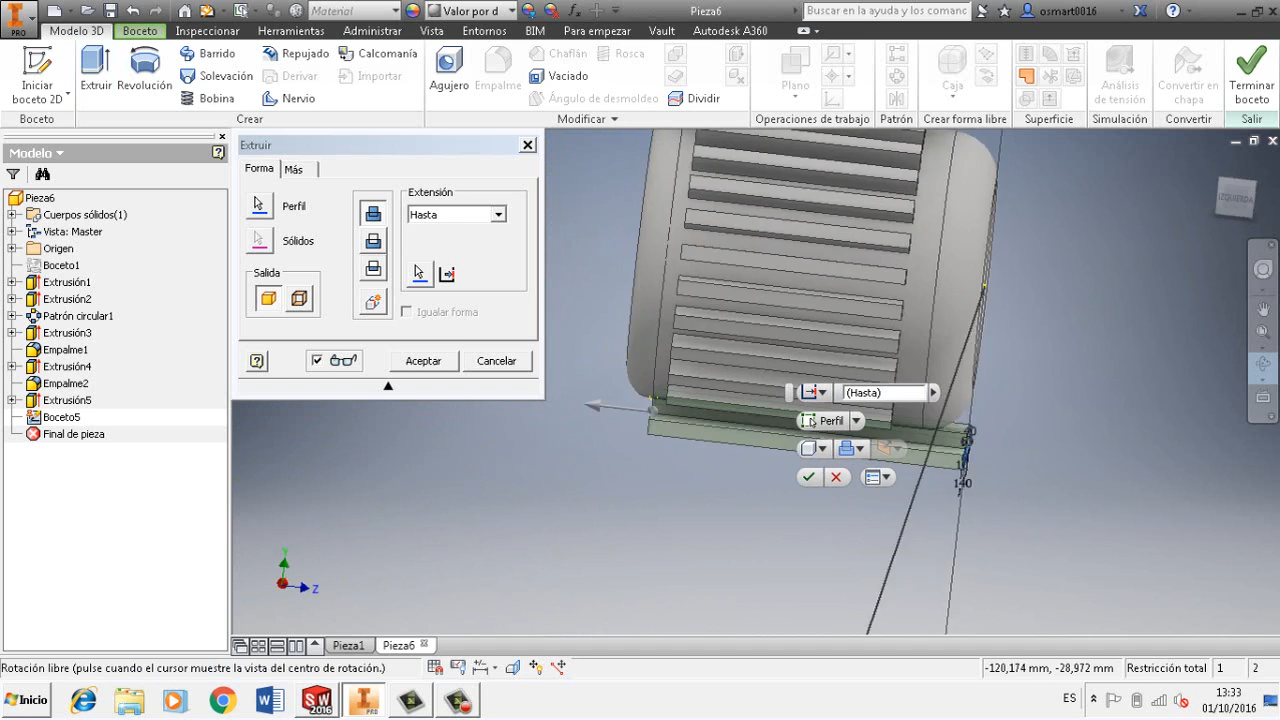 PRO
Material
Valor por d
Pieza6
Buscar en la ayuda y los comanc
osmart0016
Modelo 3D
Boceto
Inspeccionar
Herramientas
Administrar
Vista
Entornos
BIM
Para empezar
Vault
Autodesk A360
Iniciar boceto 2D
Boceto
Extruir
Revolución
Barrido
Solevación
Bobina
Repujado
Derivar
Nervio
Calcomanía
Importar
Crear
Agujero
Empalme
Chaflán
Vaciado
Ángulo de desmoldeo
Rosca
Dividir
Modificar
Plano
Operaciones de trabajo
Patrón
Caja
Crear forma libre
Superficie
Análisis de tensión
Simulación
Convertir en chapa
Convertir
Terminar boceto
Salir
Modelo
Pieza6
Cuerpos sólidos(1)
Vista: Master
Origen
Boceto1
Extrusión1
Extrusión2
Patrón circular1
Extrusión3
Empalme1
Extrusión4
Empalme2
Extrusión5
Boceto5
Final de pieza
Extruir
Forma
Más
Perfil
Sólidos
Salida
Extensión
Hasta
Igualar forma
Aceptar
Cancelar
IZQUIERDA
(Hasta)
Perfil
140
Y
Z
Pieza1
Pieza6
Rotación libre (pulse cuando el cursor muestre la vista del centro de rotación.)
-120,174 mm, -28,972 mm
Restricción total
1
2
Inicio
SW
2016
PRO
ES
13:33
01/10/2016